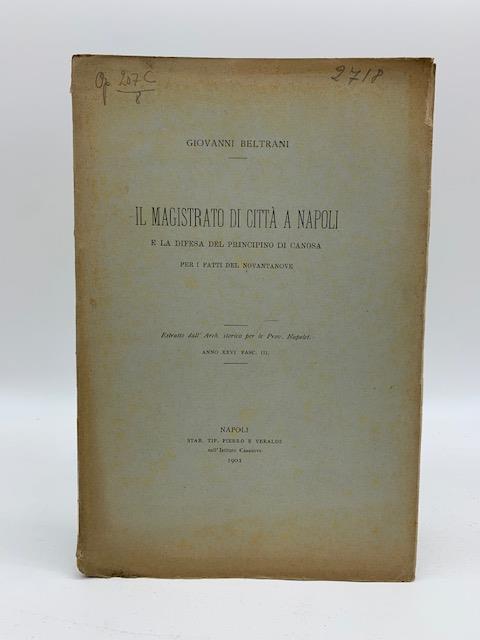 Op 207 C
8
2718
GIOVANNI BELTRANI
IL MAGISTRATO DI CITTÀ A NAPOLI
E LA DIFESA DEL PRINCIPINO DI CANOSA
PER I FATTI DEL NOVANTANOVE
Estratto dall' Arch. storico per le Prov. Napolet.
ANNO XXVI FASC. III.
NAPOLI
STAB. TIP. PIERRO E VERALDI
nell'Istituto Casanova
1901